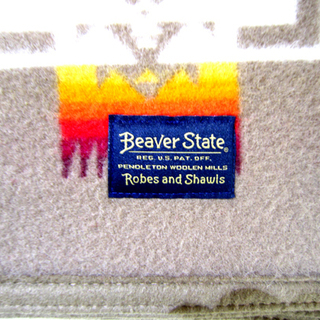 Beaver State®
REG. U.S. PAT. OFF.
PENDLETON WOOLEN MILLS
Robes and Shawls